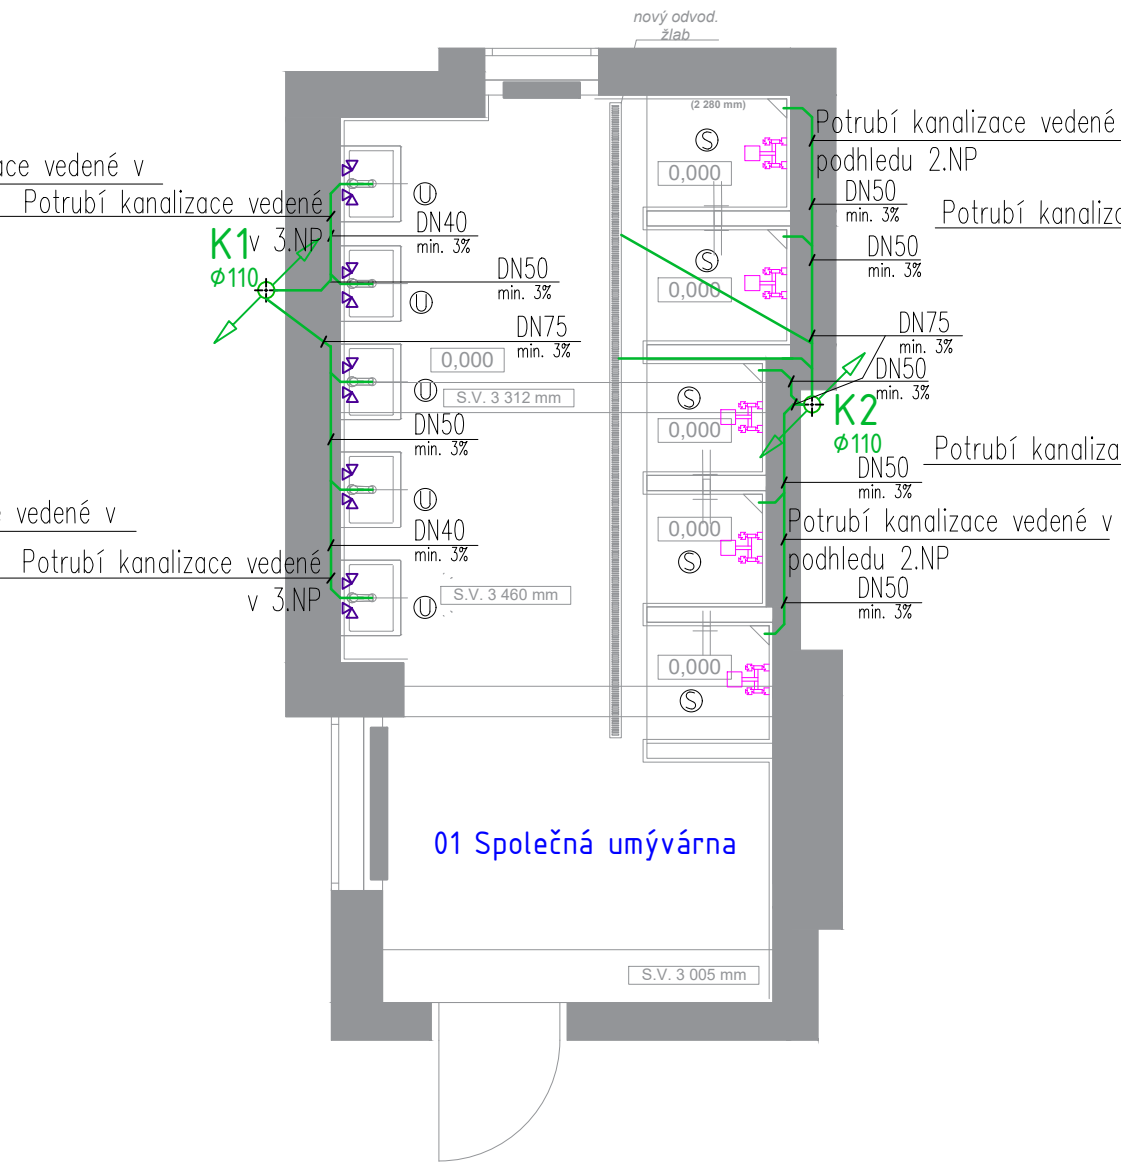 nový odvod.
žlab
(2 280 mm)
Potrubí kanalizace vedené
podhledu 2.NP
ace vedené v
Potrubí kanalizace vedené
v 3.NP
K1
ϕ110
U
DN40
min. 3%
S
0,000
DN50
min. 3%
Potrubí kanaliza
DN50
min. 3%
S
0,000
DN50
min. 3%
U
DN75
min. 3%
DN75
min. 3%
0,000
DN50
min. 3%
U
S.V. 3 312 mm
S
0,000
K2
ϕ110
DN50
min. 3%
Potrubí kanaliza
DN50
min. 3%
U
vedené v
0,000
S
Potrubí kanalizace vedené v
podhledu 2.NP
DN40
min. 3%
Potrubí kanalizace vedené
v 3.NP
U
S.V. 3 460 mm
DN50
min. 3%
0,000
S
01 Společná umývárna
S.V. 3 005 mm